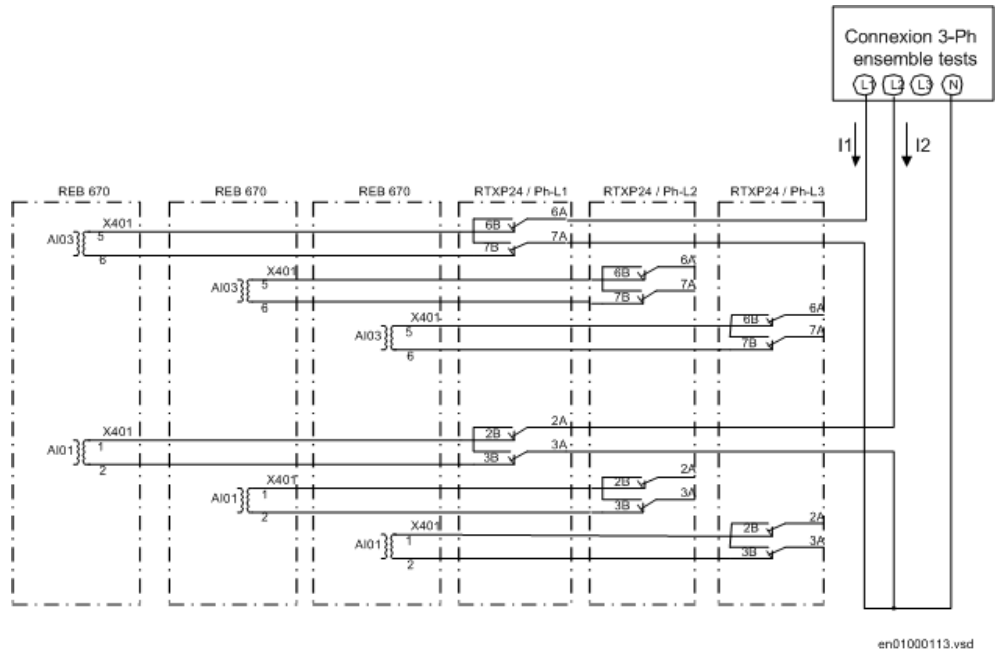 Connexion 3-Ph
ensemble tests
L1 L2 L3 N
I1 I2
REB 670 REB 670 REB 670 RTXP24 / Ph-L1 RTXP24 / Ph-L2 RTXP24 / Ph-L3
X401 6B 6A
AI03 5
6 7B 7A
X401 6B 6A
AI03 5
6 7B 7A
X401 6B 6A
AI03 5
6 7B 7A
X401 2B 2A
AI01 1
2 3B 3A
X401 2B 2A
AI01 1
2 3B 3A
X401 2B 2A
AI01 1
2 3B 3A
en01000113.vsd